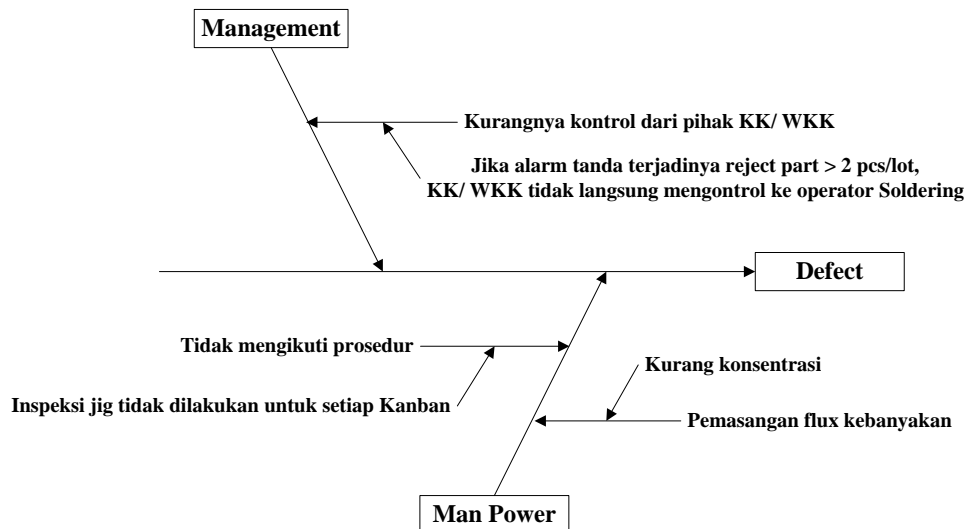 Management
Kurangnya kontrol dari pihak KK/ WKK
Jika alarm tanda terjadinya reject part > 2 pcs/lot,
KK/ WKK tidak langsung mengontrol ke operator Soldering
Defect
Tidak mengikuti prosedur
Kurang konsentrasi
Inspeksi jig tidak dilakukan untuk setiap Kanban
Pemasangan flux kebanyakan
Man Power